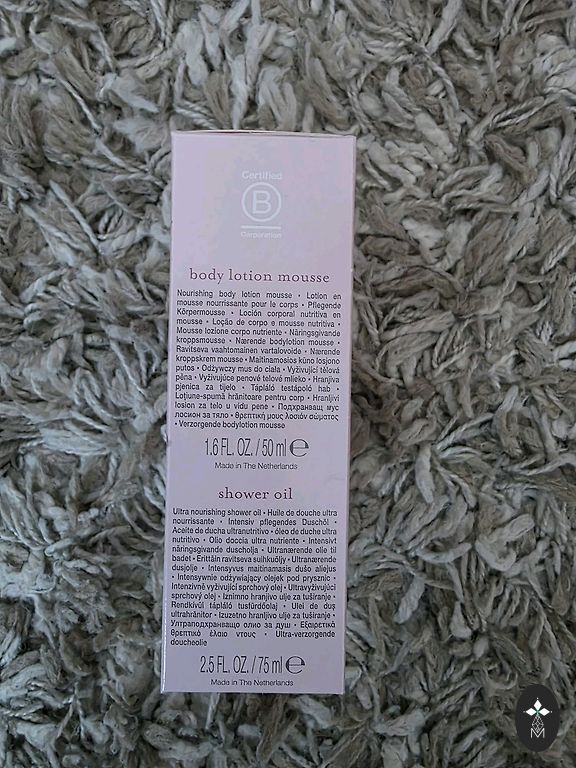 Certified
B
Corporation
body lotion mousse
Nourishing body lotion mousse • Lotion en
mousse nourrissante pour le corps • Pflegende
Körpermousse • Loción corporal nutritiva en
mousse • Loção de corpo e mousse nutritiva •
Mousse lozione corpo nutriente • Näringsgivande
kroppsmousse • Nærende bodylotion mousse •
Ravitseva vaahtomainen vartalovoide • Nærende
kroppskrem mousse • Maitinamosios kūno losjono
putos • Odżywczy mus do ciała • Vyživující tělová
pěna • Vyživujúce penové telové mlieko • Hranjiva
pjenica za tijelo • Tápláló testápoló hab •
Loțiune-spumă hrănitoare pentru corp • Hranljivi
losion za telo u vidu pene • Подхранващ мус
лосион за тяло • θρεπτική μους λοσιόν σώματος
• Verzorgende bodylotion mousse
1.6 FL. OZ. / 50 ml ℮
Made in The Netherlands
shower oil
Ultra nourishing shower oil • Huile de douche ultra
nourrissante • Intensiv pflegendes Duschöl •
Aceite de ducha ultranutritivo • óleo de duche ultra
nutritivo • Olio doccia ultra nutriente • Intensivt
näringsgivande duscholja • Ultranærende olie til
badet • Erittäin ravitseva suihkuöljy • Ultranærende
dusjolje • Intensyvus maitinamasis dušo aliejus
• Intensywnie odżywiający olejek pod prysznic •
Intenzivně vyživující sprchový olej • Ultravyživujúci
sprchový olej • Iznimno hranjivo ulje za tuširanje •
Rendkívül tápláló tusfürdőolaj • Ulei de duș
ultrahrănitor • Izuzetno hranljivo ulje za tuširanje •
Ултраподхранващо олио за душ • Εξαιρετικά
θρεπτικό έλαιο ντους • Ultra-verzorgende
doucheolie
2.5 FL. OZ. / 75 ml ℮
Made in The Netherlands
M